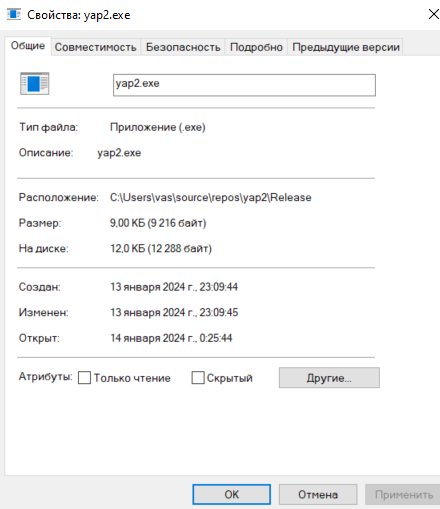 Свойства: yap2.exe
Общие Совместимость Безопасность Подробно Предыдущие версии
yap2.exe
Тип файла: Приложение (.exe)
Описание: yap2.exe
Расположение: C:\Users\vas\source\repos\yap2\Release
Размер: 9,00 КБ (9 216 байт)
На диске: 12,0 КБ (12 288 байт)
Создан: 13 января 2024 г., 23:09:44
Изменен: 13 января 2024 г., 23:09:45
Открыт: 14 января 2024 г., 0:25:44
Атрибуты: Только чтение Скрытый Другие...
ОК Отмена Применить